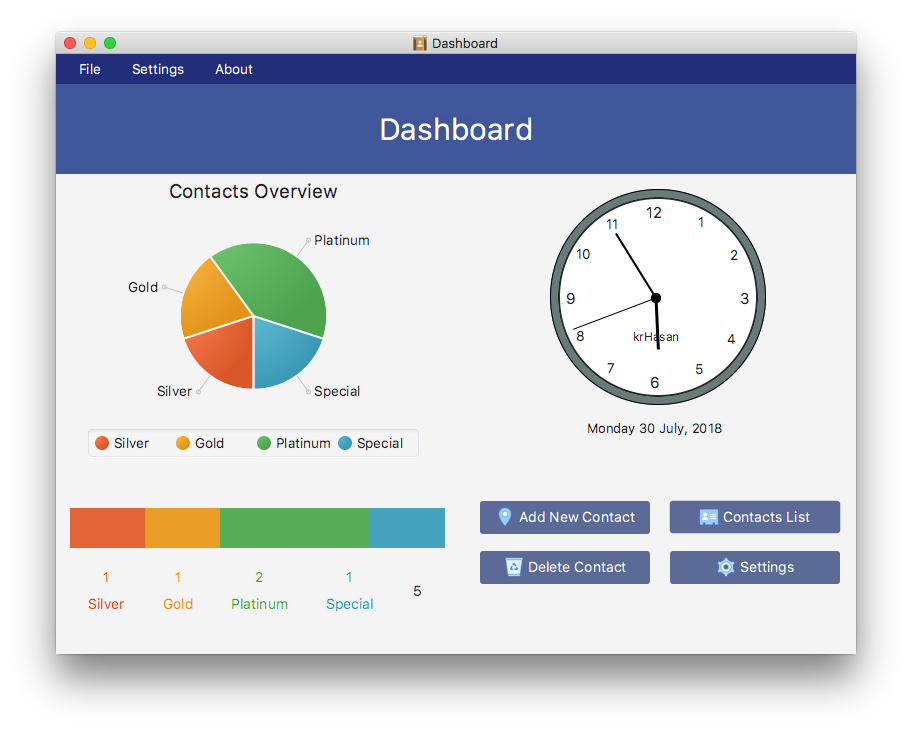 Dashboard
File Settings About
Dashboard
Contacts Overview
Platinum
Gold
Silver
Special
Silver Gold Platinum Special
12
1
2
3
4
5
6
7
8
9
10
11
krHasan
Monday 30 July, 2018
1 1 2 1
Silver Gold Platinum Special
5
Add New Contact
Contacts List
Delete Contact
Settings